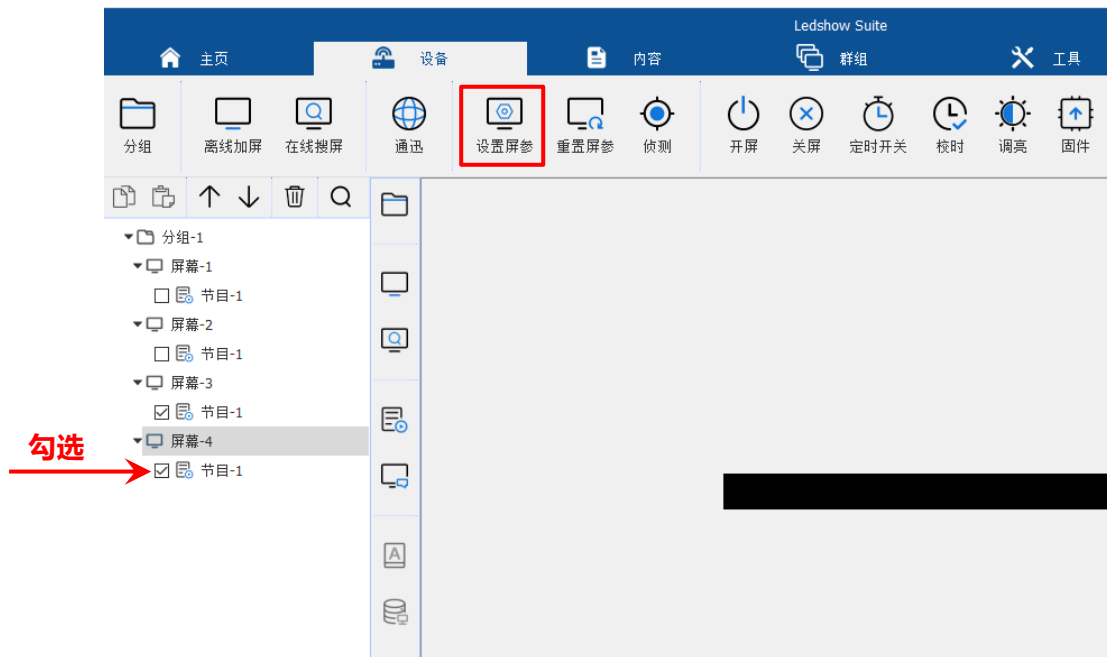 Ledshow Suite
主页 设备 内容 群组 工具
分组 离线加屏 在线搜屏 通迅 设置屏参 重置屏参 侦测 开屏 关屏 定时开关 校时 调亮 固件
分组-1
屏幕-1
节目-1
屏幕-2
节目-1
屏幕-3
节目-1
屏幕-4
勾选
节目-1
A